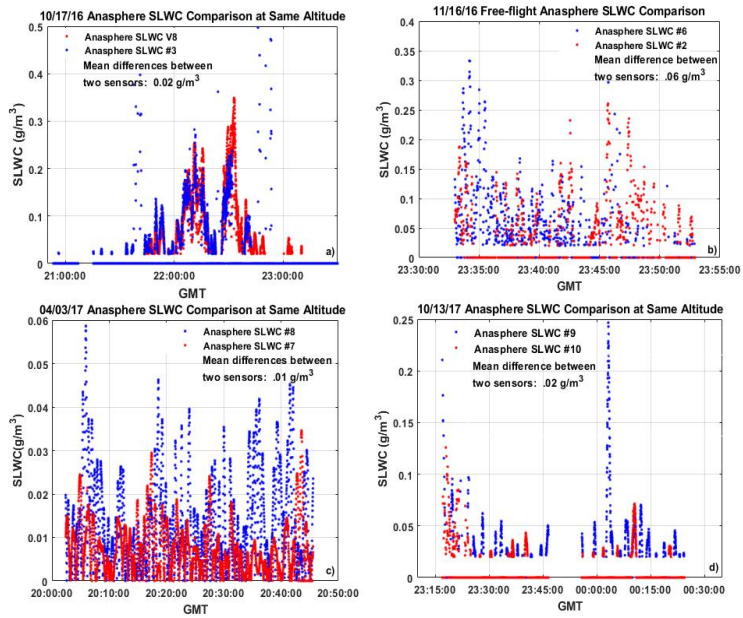 10/17/16 Anasphere SLWC Comparison at Same Altitude
0.5
0.4
0.3
0.2
0.1
0
SLWC (g/m³)
Anasphere SLWC V8
Anasphere SLWC #3
Mean differences between
two sensors: 0.02 g/m³
a)
21:00:00
22:00:00
23:00:00
GMT
11/16/16 Free-flight Anasphere SLWC Comparison
0.4
0.35
0.3
0.25
0.2
0.15
0.1
0.05
0
SLWC (g/m³)
Anasphere SLWC #6
Anasphere SLWC #2
Mean difference between
two sensors: .06 g/m³
b)
23:30:00
23:35:00
23:40:00
23:45:00
23:50:00
23:55:00
GMT
04/03/17 Anasphere SLWC Comparison at Same Altitude
0.06
0.05
0.04
0.03
0.02
0.01
0
SLWC(g/m³)
Anasphere SLWC #8
Anasphere SLWC #7
Mean differences between
two sensors: .01 g/m³
c)
20:00:00
20:10:00
20:20:00
20:30:00
20:40:00
20:50:00
GMT
10/13/17 Anasphere SLWC Comparison at Same Altitude
0.25
0.2
0.15
0.1
0.05
0
SLWC (g/m³)
Anasphere SLWC #9
Anasphere SLWC #10
Mean difference between
two sensors: .02 g/m³
d)
23:15:00
23:30:00
23:45:00
00:00:00
00:15:00
00:30:00
GMT